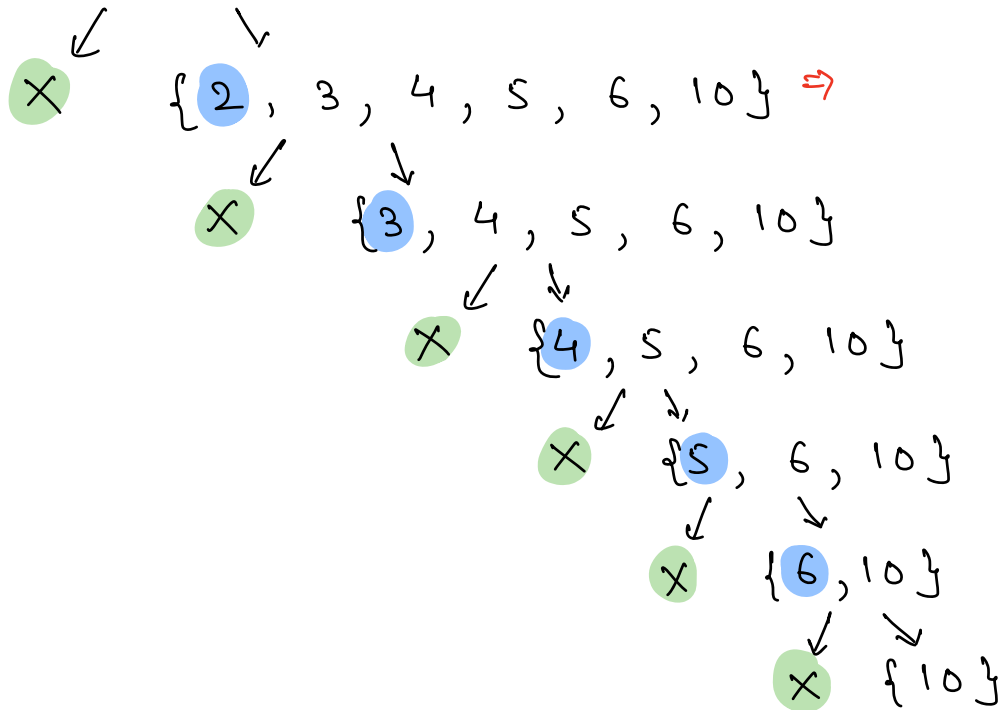 X {2, 3, 4, 5, 6, 10} ⇒
X {3, 4, 5, 6, 10}
X {4, 5, 6, 10}
X {5, 6, 10}
X {6, 10}
X {10}